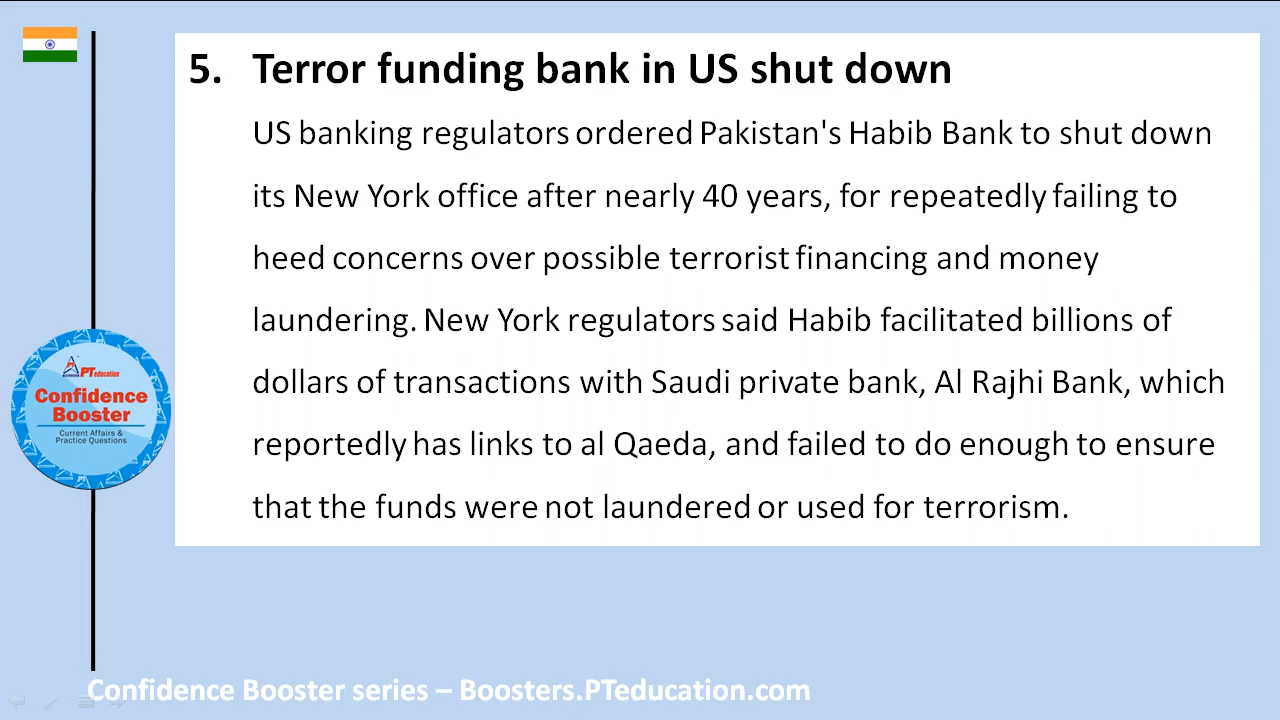 5. Terror funding bank in US shut down
US banking regulators ordered Pakistan's Habib Bank to shut down
its New York office after nearly 40 years, for repeatedly failing to
heed concerns over possible terrorist financing and money
laundering. New York regulators said Habib facilitated billions of
dollars of transactions with Saudi private bank, Al Rajhi Bank, which
reportedly has links to al Qaeda, and failed to do enough to ensure
that the funds were not laundered or used for terrorism.
PT education
Confidence
Booster
Current Affairs &
Practice Questions
Confidence Booster series – Boosters.PTeducation.com